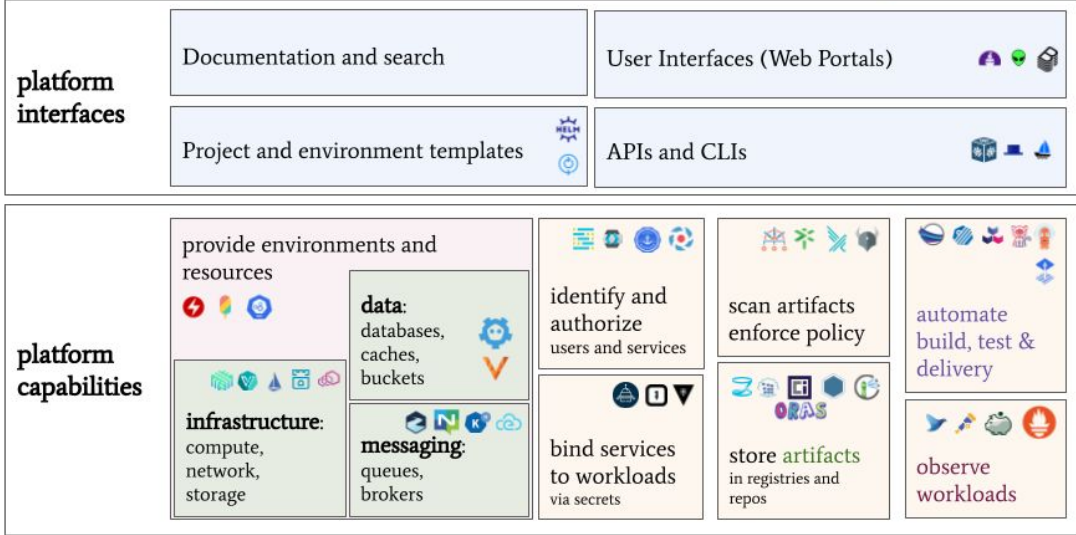 platform
interfaces
Documentation and search
User Interfaces (Web Portals)
Project and environment templates
HELM
APIs and CLIs
platform
capabilities
provide environments and
resources
data:
databases,
caches,
buckets
infrastructure:
compute,
network,
storage
messaging:
queues,
brokers
identify and
authorize
users and services
bind services
to workloads
via secrets
scan artifacts
enforce policy
ORAS
store artifacts
in registries and
repos
automate
build, test &
delivery
observe
workloads